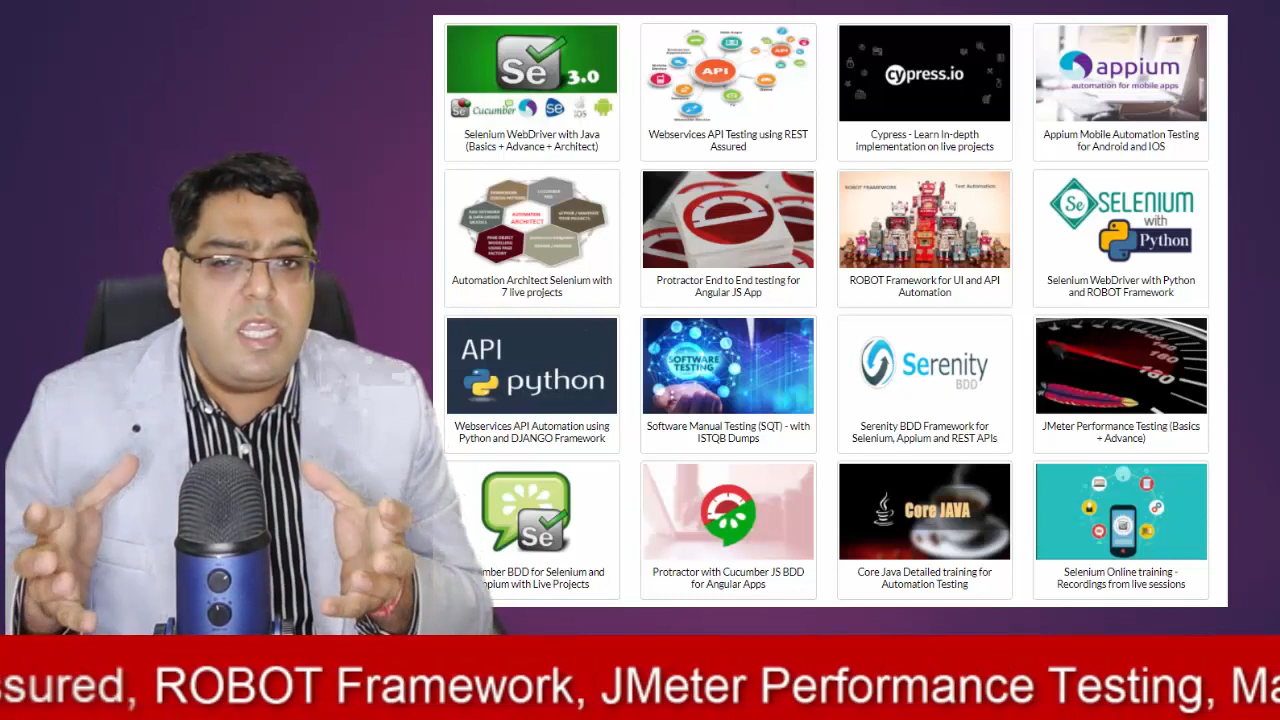 Se 3.0
Cucumber
SE
iOS
Selenium WebDriver with Java
(Basics + Advance + Architect)
API
API
Webservices API Testing using REST
Assured
cypress.io
Cypress - Learn In-depth
implementation on live projects
appium
automation for mobile apps
Appium Mobile Automation Testing
for Android and IOS
AUTOMATION
ARCHITECT
Automation Architect Selenium with
7 live projects
Protractor End to End testing for
Angular JS App
ROBOT FRAMEWORK
Test Automation
ROBOT Framework for UI and API
Automation
Se SELENIUM
with
Python
Selenium WebDriver with Python
and ROBOT Framework
API
python
Webservices API Automation using
Python and DJANGO Framework
SOFTWARE
TESTING
Software Manual Testing (SQT) - with
ISTQB Dumps
Serenity
BDD
Serenity BDD Framework for
Selenium, Appium and REST APIs
160
180
JMeter Performance Testing (Basics
+ Advance)
Se
mber BDD for Selenium and
pium with Live Projects
Protractor with Cucumber JS BDD
for Angular Apps
Core JAVA
Core Java Detailed training for
Automation Testing
Selenium Online training -
Recordings from live sessions
ssured, ROBOT Framework, JMeter Performance Testing, Ma